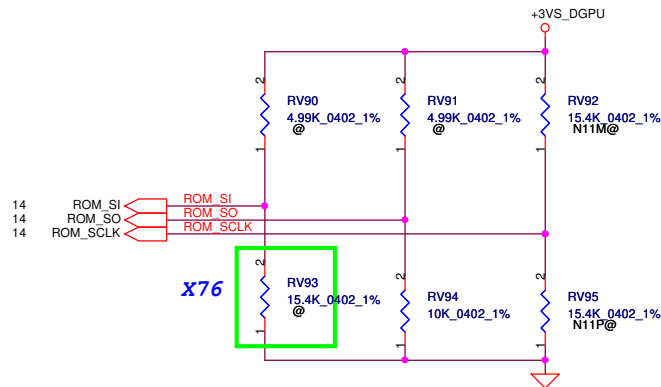 +3VS_DGPU
2
2
2
RV90
4.99K_0402_1%
@
RV91
4.99K_0402_1%
@
RV92
15.4K_0402_1%
N11M@
1
1
1
14 ROM_SI ROM_SI
14 ROM_SO ROM_SO
14 ROM_SCLK ROM_SCLK
X76
2
2
2
RV93
15.4K_0402_1%
@
RV94
10K_0402_1%
RV95
15.4K_0402_1%
N11P@
1
1
1